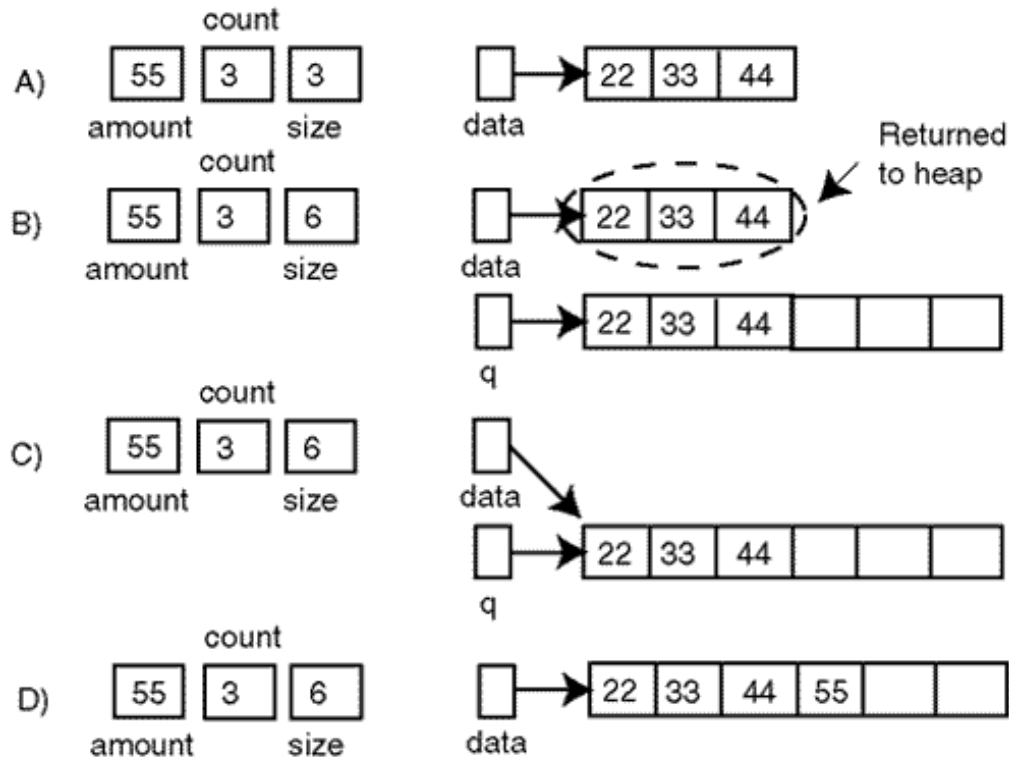 count
A) 55 3 3 22 33 44
amount size data
Returned
to heap
count
B) 55 3 6 22 33 44
amount size data
22 33 44
q
count
C) 55 3 6
amount size data
22 33 44
q
count
D) 55 3 6 22 33 44 55
amount size data